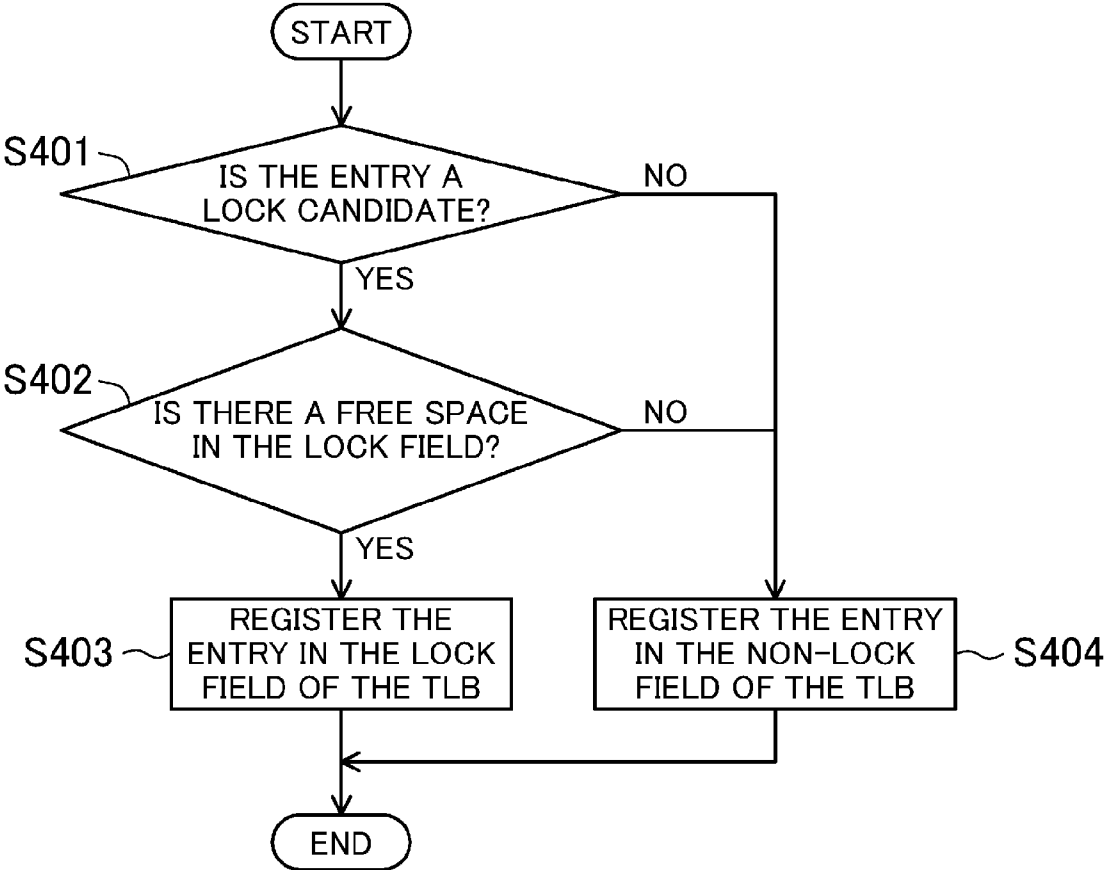 START
S401
IS THE ENTRY A
LOCK CANDIDATE?
NO
YES
S402
IS THERE A FREE SPACE
IN THE LOCK FIELD?
NO
YES
S403
REGISTER THE
ENTRY IN THE LOCK
FIELD OF THE TLB
REGISTER THE ENTRY
IN THE NON-LOCK
FIELD OF THE TLB
S404
END